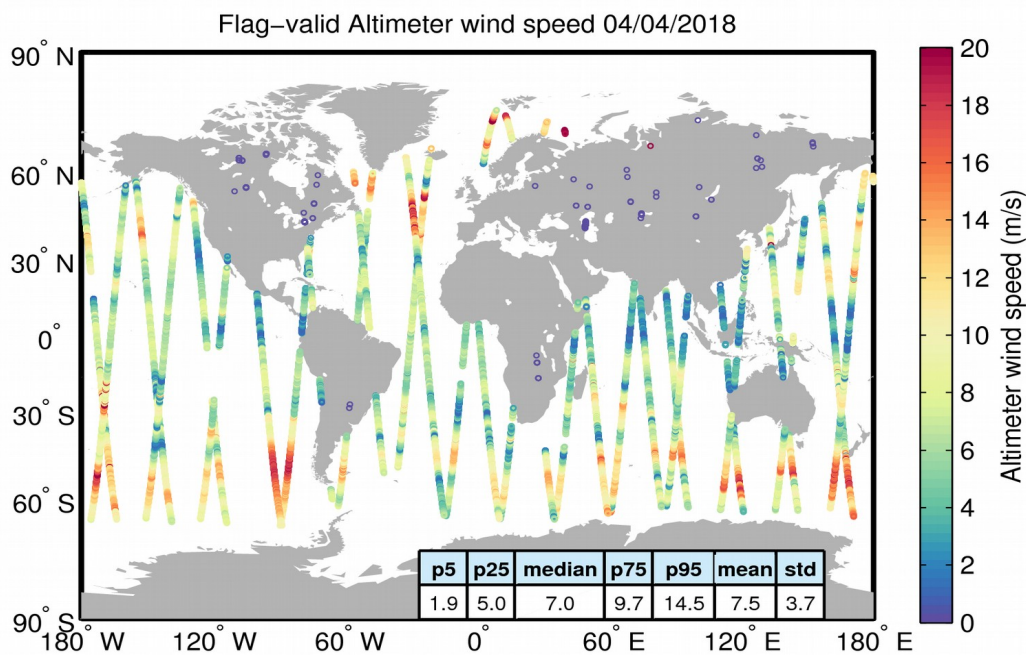 Flag-valid Altimeter wind speed 04/04/2018
90° N
60° N
30° N
0°
30° S
60° S
90° S
180° W
120° W
60° W
0°
60° E
120° E
180° E
p5 p25 median p75 p95 mean std
1.9 5.0 7.0 9.7 14.5 7.5 3.7
20
18
16
14
12
10
8
6
4
2
0
Altimeter wind speed (m/s)